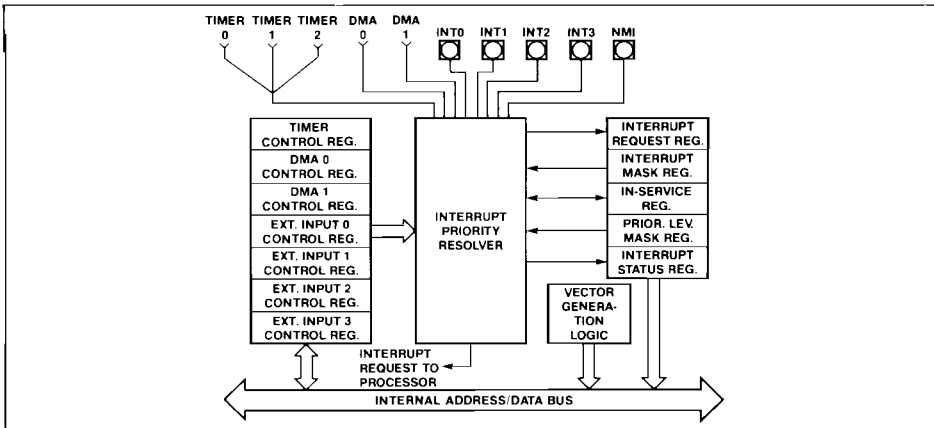 TIMER TIMER TIMER DMA DMA
0 1 2 0 1
INT0 INT1 INT2 INT3 NMI
TIMER
CONTROL REG.
DMA 0
CONTROL REG.
DMA 1
CONTROL REG.
EXT. INPUT 0
CONTROL REG.
EXT. INPUT 1
CONTROL REG.
EXT. INPUT 2
CONTROL REG.
EXT. INPUT 3
CONTROL REG.
INTERRUPT
PRIORITY
RESOLVER
INTERRUPT
REQUEST REG.
INTERRUPT
MASK REG.
IN-SERVICE
REG.
PRIOR. LEV.
MASK REG.
INTERRUPT
STATUS REG.
VECTOR
GENERA-
TION
LOGIC
INTERRUPT
REQUEST TO
PROCESSOR
INTERNAL ADDRESS/DATA BUS